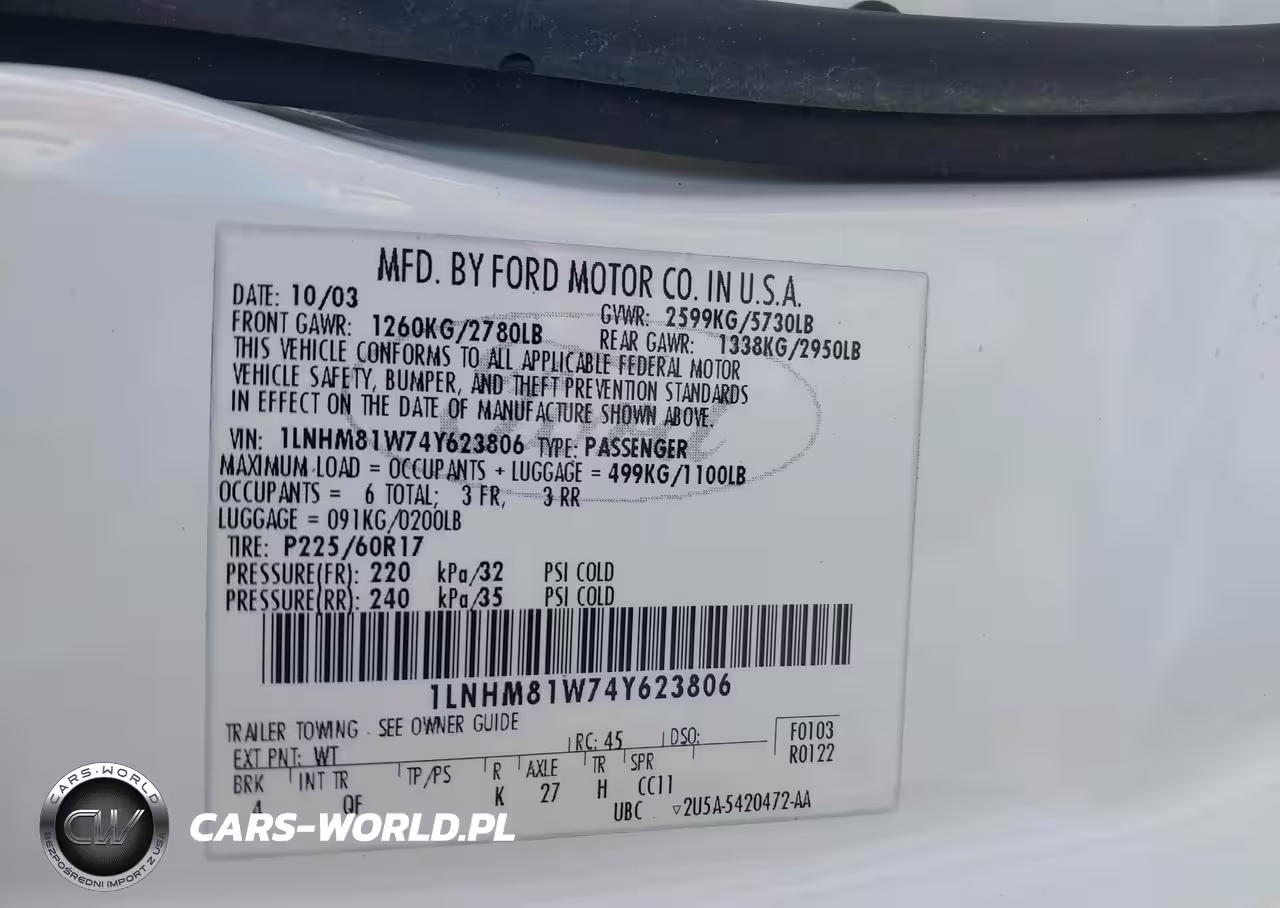 MFD. BY FORD MOTOR CO. IN U.S.A.
DATE: 10/03 GVWR: 2599KG/5730LB
FRONT GAWR: 1260KG/2780LB REAR GAWR: 1338KG/2950LB
THIS VEHICLE CONFORMS TO ALL APPLICABLE FEDERAL MOTOR
VEHICLE SAFETY, BUMPER, AND THEFT PREVENTION STANDARDS
IN EFFECT ON THE DATE OF MANUFACTURE SHOWN ABOVE.
VIN: 1LNHM81W74Y623806 TYPE: PASSENGER
MAXIMUM LOAD = OCCUPANTS + LUGGAGE = 499KG/1100LB
OCCUPANTS = 6 TOTAL; 3 FR, 3 RR
LUGGAGE = 091KG/0200LB
TIRE: P225/60R17
PRESSURE(FR): 220 kPa/32 PSI COLD
PRESSURE(RR): 240 kPa/35 PSI COLD
1LNHM81W74Y623806
TRAILER TOWING - SEE OWNER GUIDE
EXT PNT: WT RC: 45 DSO: F0103
R0122
BRK INT TR TP/PS R AXLE TR SPR
4 QF K 27 H CC11
UBC ▽2U5A-5420472-AA
CARS-WORLD
CW
BEZPOŚREDNI IMPORT Z USA
CARS-WORLD.PL